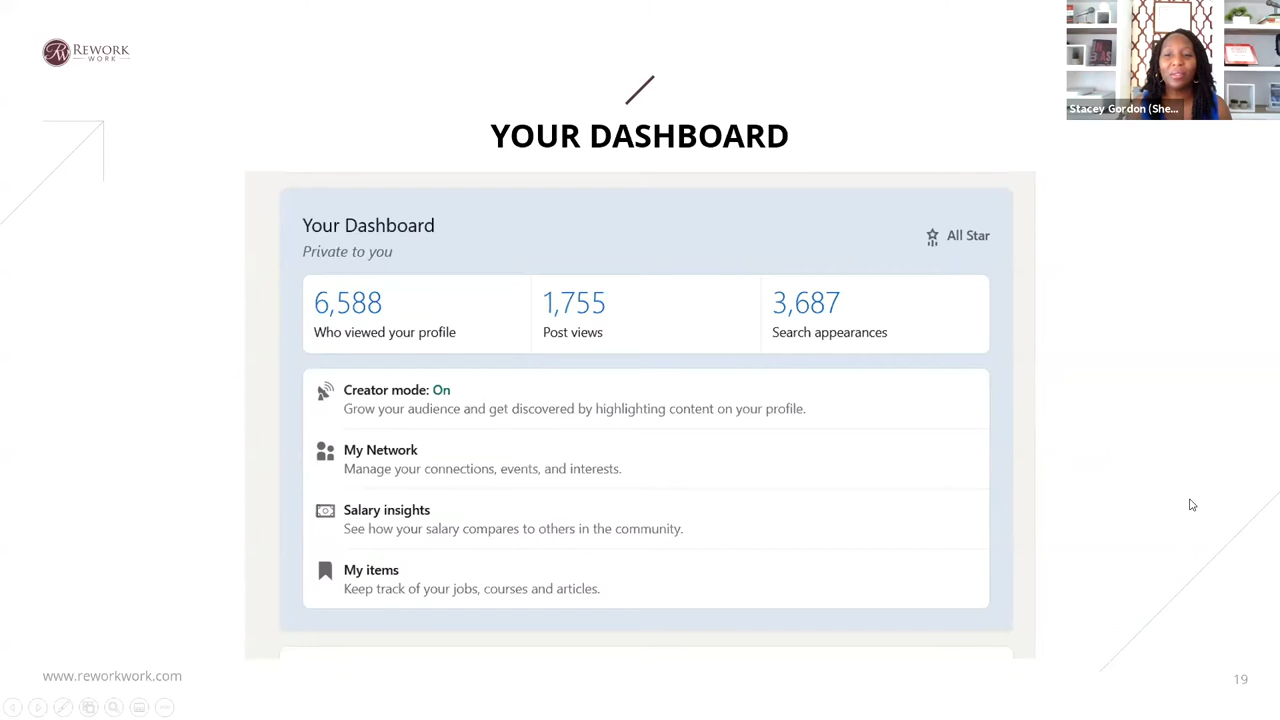 REWORK
WORK
Stacey Gordon (She...
YOUR DASHBOARD
Your Dashboard
Private to you
All Star
6,588
Who viewed your profile
1,755
Post views
3,687
Search appearances
Creator mode: On
Grow your audience and get discovered by highlighting content on your profile.
My Network
Manage your connections, events, and interests.
Salary insights
See how your salary compares to others in the community.
My items
Keep track of your jobs, courses and articles.
www.reworkwork.com
19